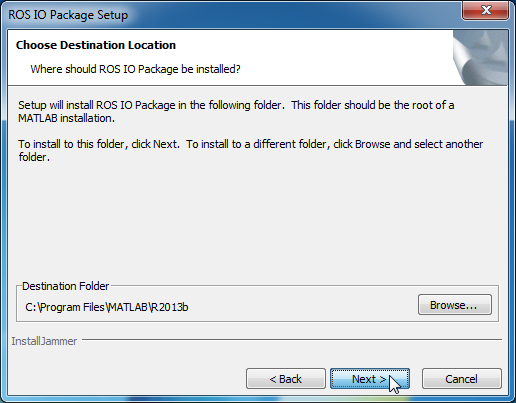 ROS IO Package Setup
Choose Destination Location
Where should ROS IO Package be installed?
Setup will install ROS IO Package in the following folder.  This folder should be the root of a
MATLAB installation.
To install to this folder, click Next.  To install to a different folder, click Browse and select another
folder.
Destination Folder
C:\Program Files\MATLAB\R2013b
Browse...
InstallJammer
< Back
Next >
Cancel